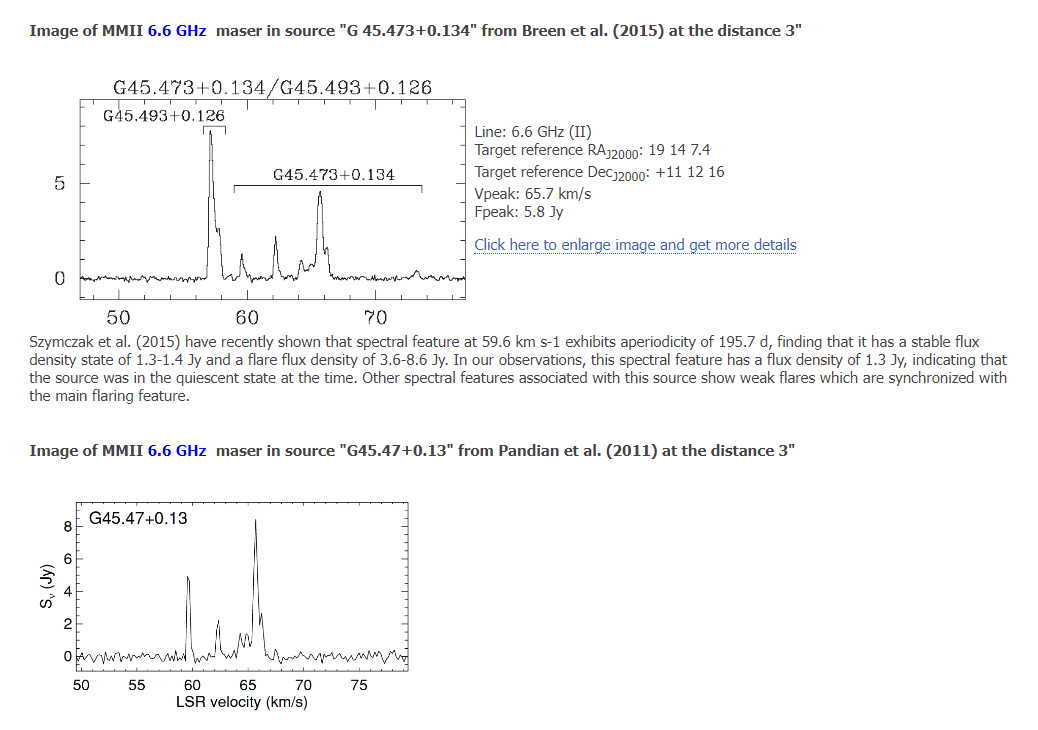 Image of MMII 6.6 GHz maser in source "G 45.473+0.134" from Breen et al. (2015) at the distance 3"
G45.473+0.134/G45.493+0.126
G45.493+0.126
G45.473+0.134
5
0
50 60 70
Line: 6.6 GHz (II)
Target reference RAJ2000: 19 14 7.4
Target reference DecJ2000: +11 12 16
Vpeak: 65.7 km/s
Fpeak: 5.8 Jy
Click here to enlarge image and get more details
Szymczak et al. (2015) have recently shown that spectral feature at 59.6 km s-1 exhibits aperiodicity of 195.7 d, finding that it has a stable flux
density state of 1.3-1.4 Jy and a flare flux density of 3.6-8.6 Jy. In our observations, this spectral feature has a flux density of 1.3 Jy, indicating that
the source was in the quiescent state at the time. Other spectral features associated with this source show weak flares which are synchronized with
the main flaring feature.
Image of MMII 6.6 GHz maser in source "G45.47+0.13" from Pandian et al. (2011) at the distance 3"
G45.47+0.13
Sν (Jy)
8
6
4
2
0
50 55 60 65 70 75
LSR velocity (km/s)